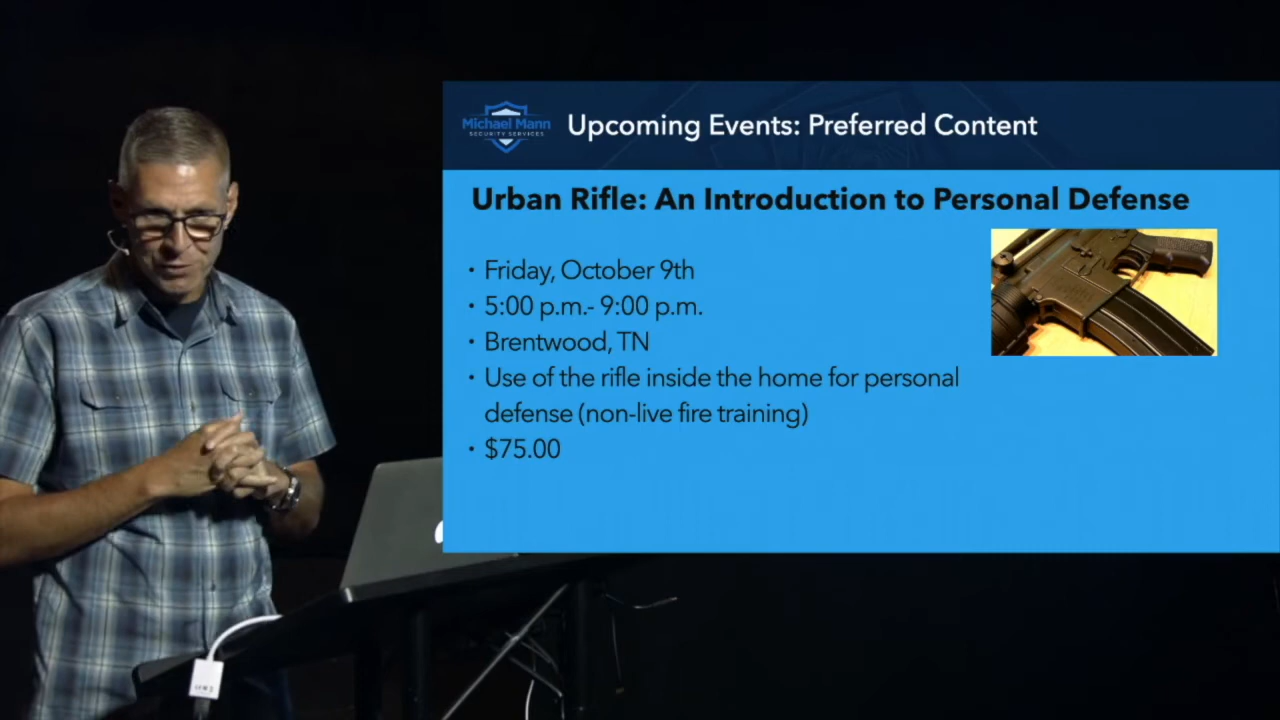 Michael Mann
SECURITY SERVICES
Upcoming Events: Preferred Content
Urban Rifle: An Introduction to Personal Defense
• Friday, October 9th
• 5:00 p.m.- 9:00 p.m.
• Brentwood, TN
• Use of the rifle inside the home for personal
defense (non-live fire training)
• $75.00